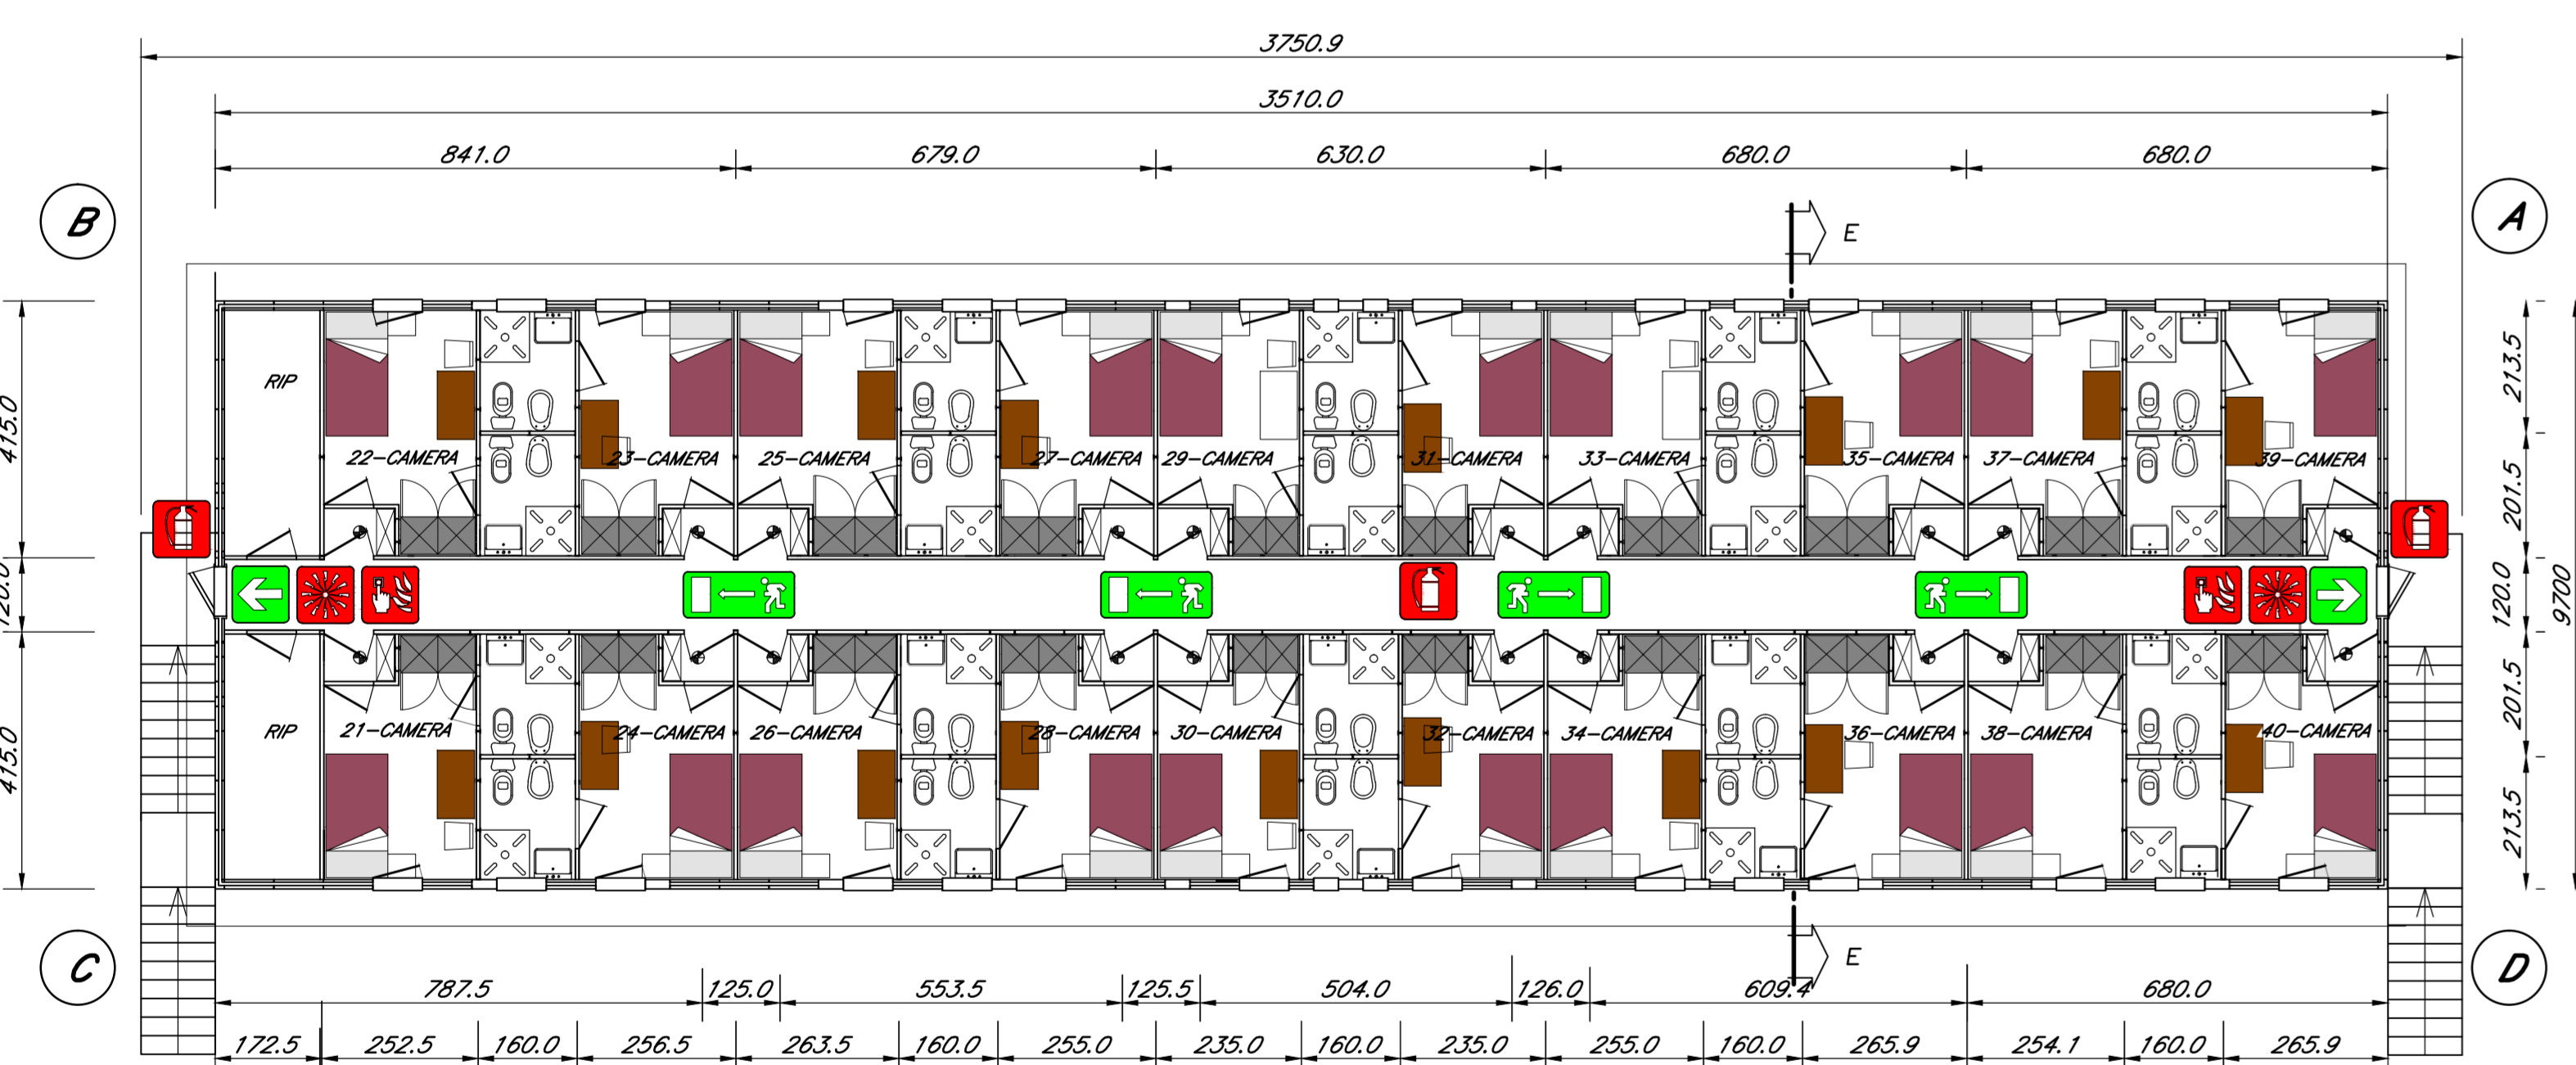 3750.9
3510.0
841.0 679.0 630.0 680.0 680.0
B A
E
415.0 120.0 415.0
RIP
22-CAMERA 23-CAMERA 25-CAMERA 27-CAMERA 29-CAMERA 31-CAMERA 33-CAMERA 35-CAMERA 37-CAMERA 39-CAMERA
213.5 201.5 120.0 201.5 213.5
9700
RIP
21-CAMERA 24-CAMERA 26-CAMERA 28-CAMERA 30-CAMERA 32-CAMERA 34-CAMERA 36-CAMERA 38-CAMERA 40-CAMERA
E
C D
787.5 125.0 553.5 125.5 504.0 126.0 609.4 680.0
172.5 252.5 160.0 256.5 263.5 160.0 255.0 235.0 160.0 235.0 255.0 160.0 265.9 254.1 160.0 265.9